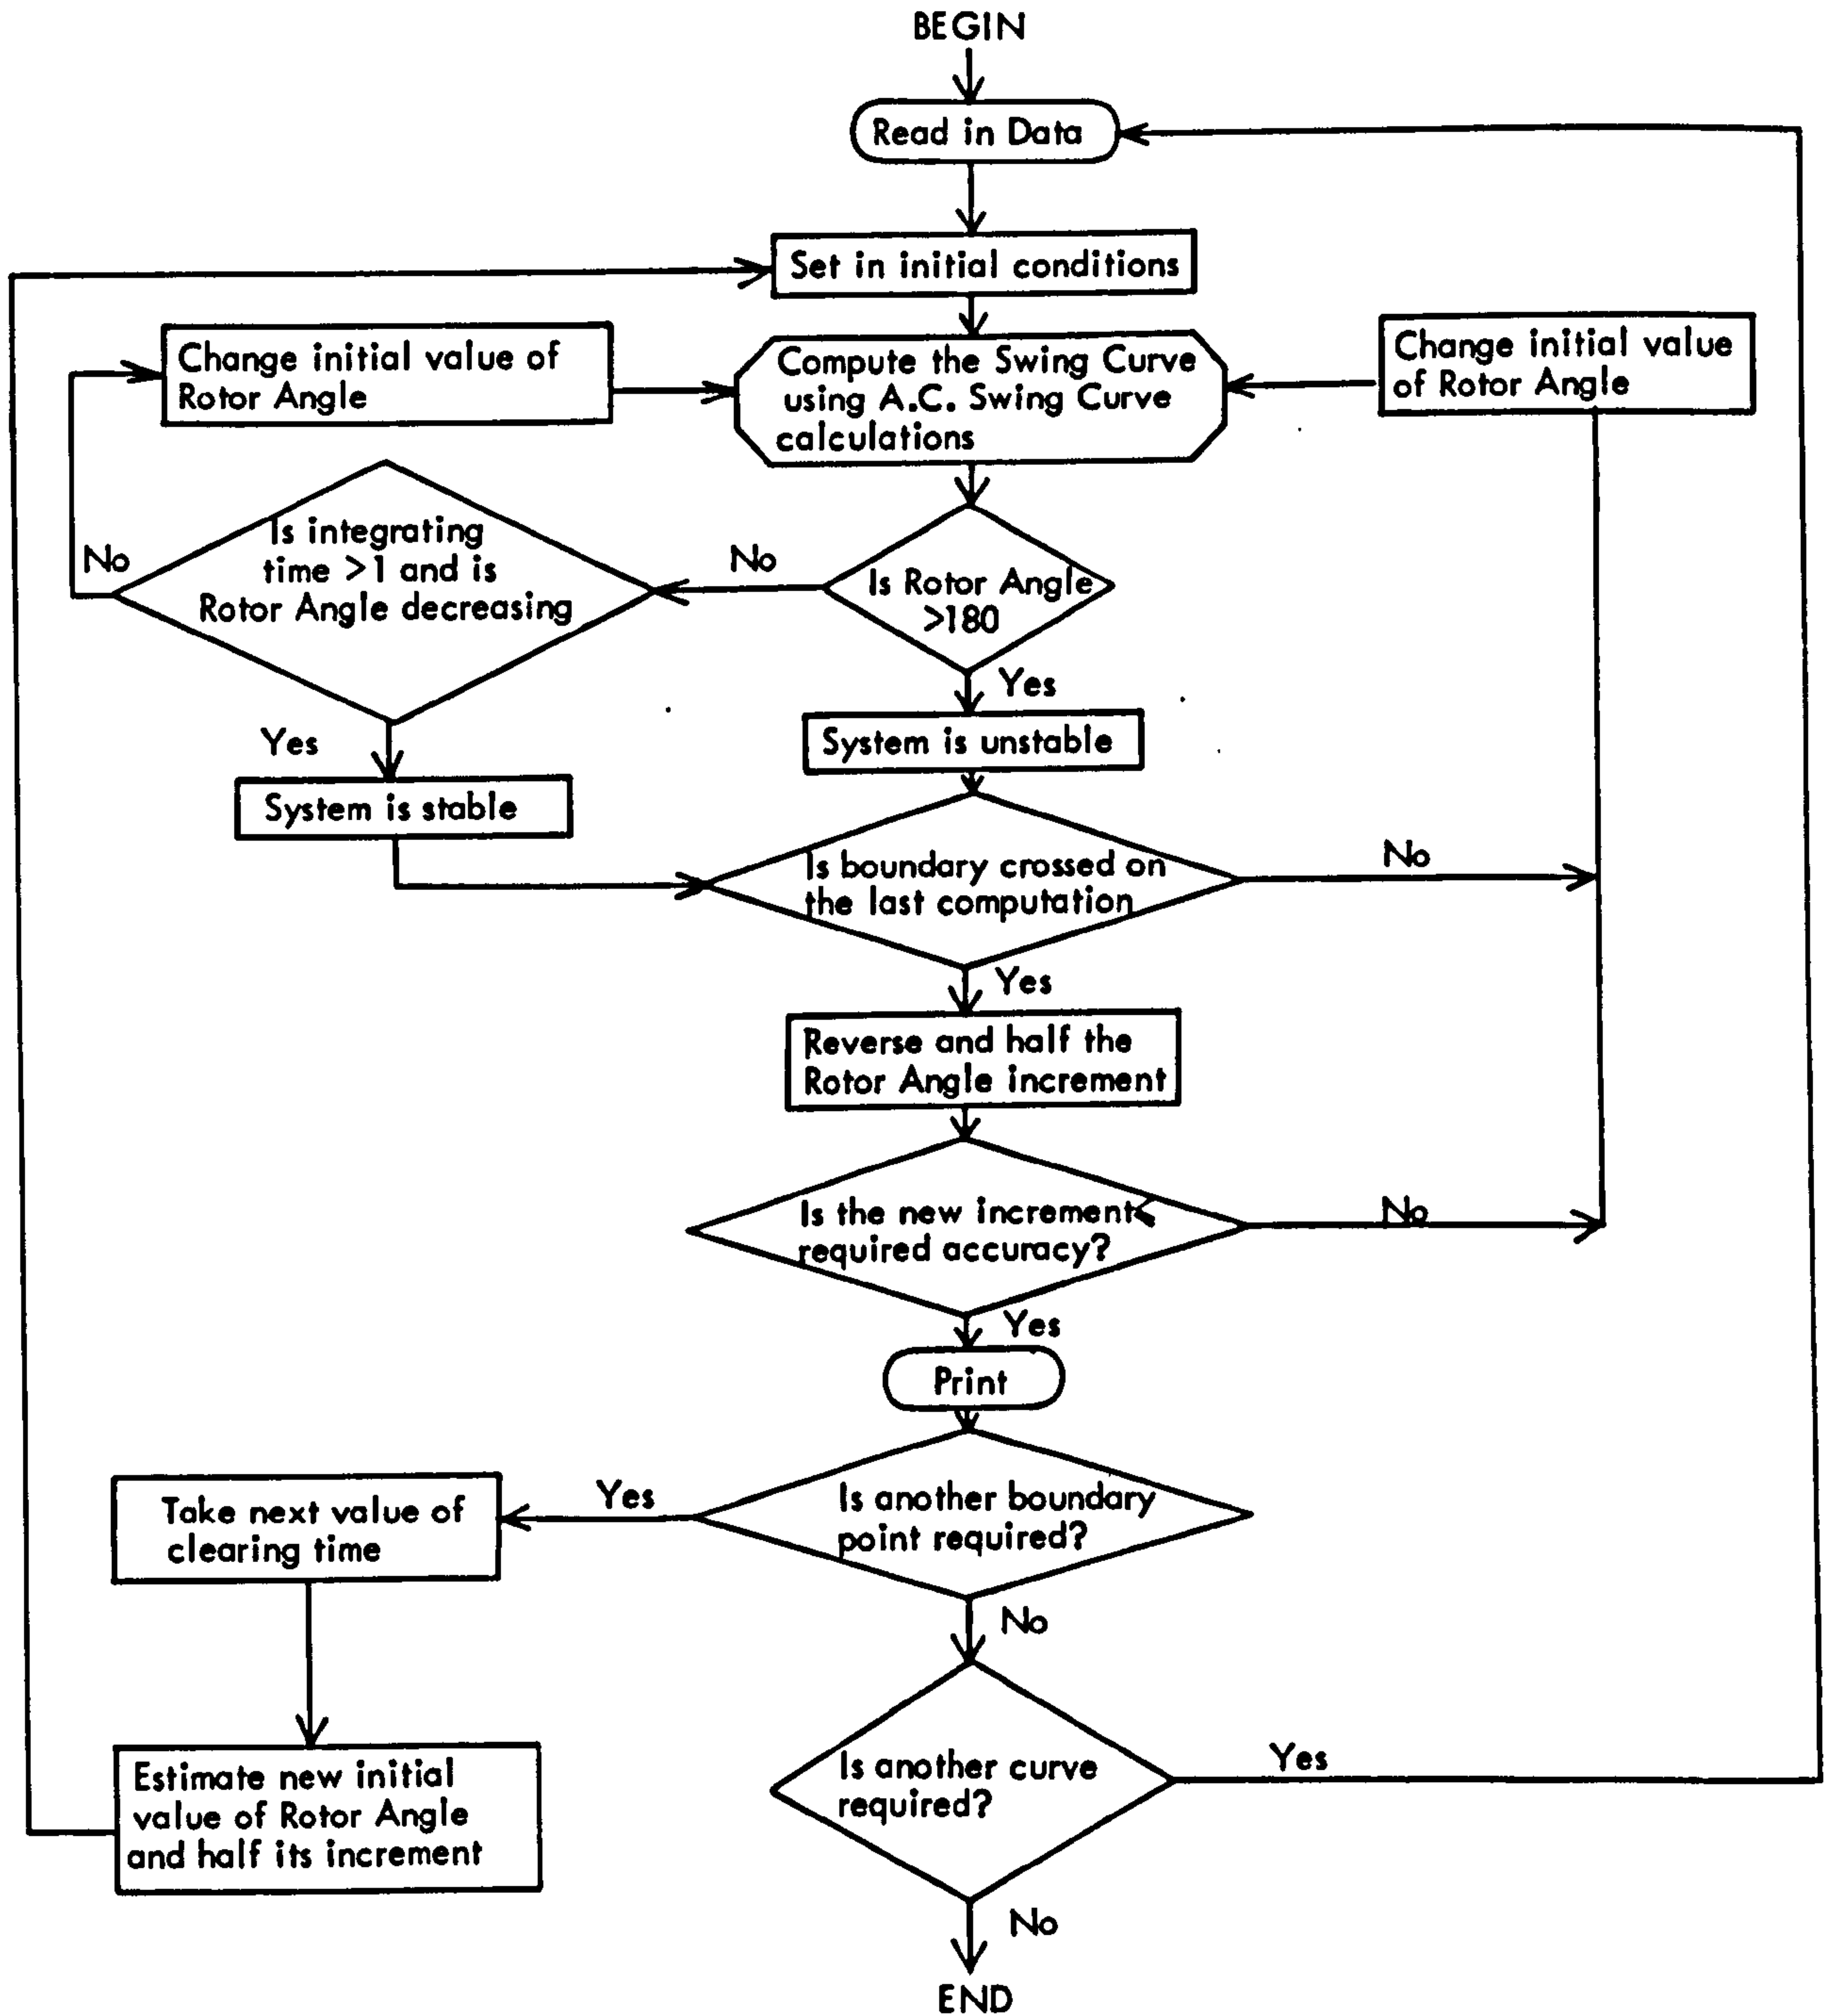 BEGIN
Read in Data
Set in initial conditions
Change initial value of
Rotor Angle
Compute the Swing Curve
using A.C. Swing Curve
calculations
Change initial value
of Rotor Angle
Is integrating
time >1 and is
Rotor Angle decreasing
No
No
Is Rotor Angle
>180
Yes
Yes
System is unstable
System is stable
Is boundary crossed on
the last computation
No
Yes
Reverse and half the
Rotor Angle increment
Is the new increment<
required accuracy?
No
Yes
Print
Is another boundary
point required?
Yes
Take next value of
clearing time
No
Estimate new initial
value of Rotor Angle
and half its increment
Is another curve
required?
Yes
No
END